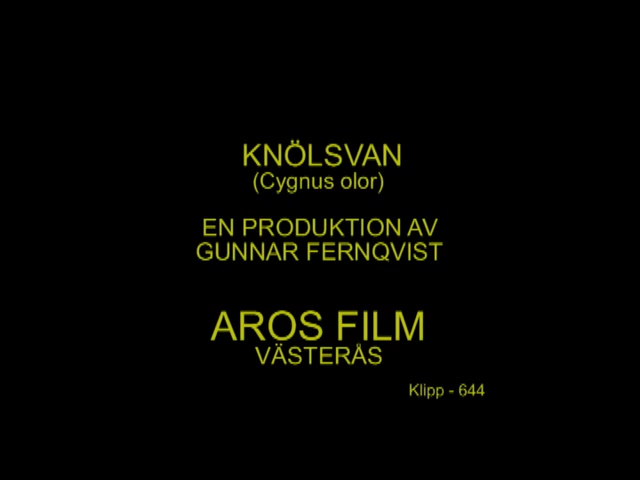 KNÖLSVAN
(Cygnus olor)
EN PRODUKTION AV
GUNNAR FERNQVIST
AROS FILM
VÄSTERÅS
Klipp - 644